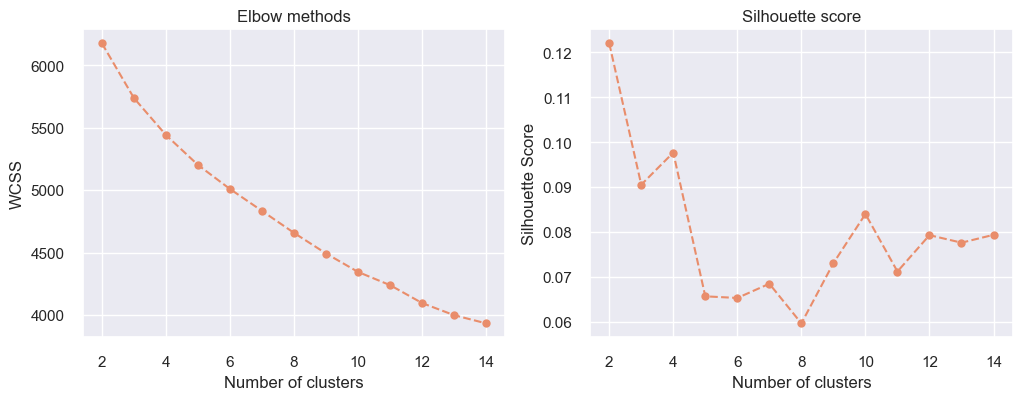 Elbow methods
6000
5500
5000
4500
4000
WCSS
2 4 6 8 10 12 14
Number of clusters
Silhouette score
0.12
0.11
0.10
0.09
0.08
0.07
0.06
Silhouette Score
2 4 6 8 10 12 14
Number of clusters